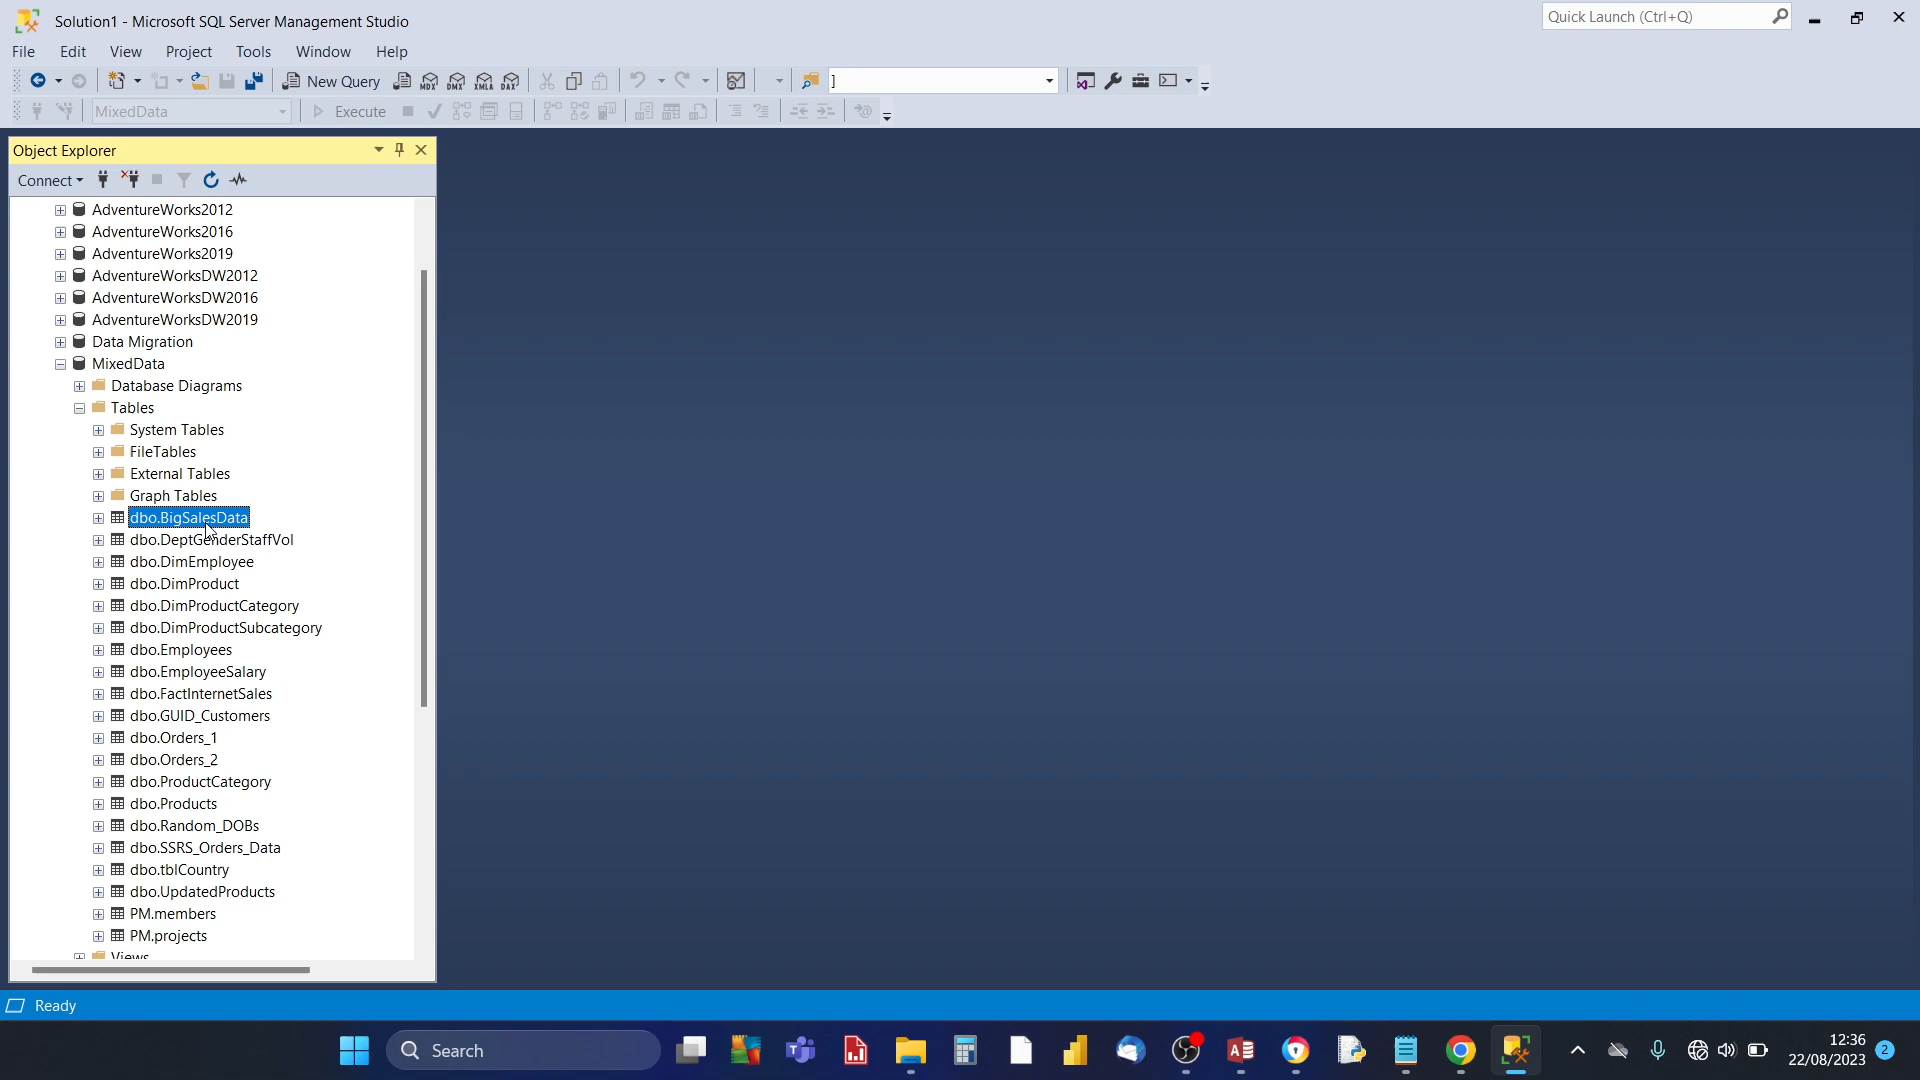 Solution1 - Microsoft SQL Server Management Studio
Quick Launch (Ctrl+Q)
File Edit View Project Tools Window Help
New Query MDX DMX XMLA DAX ]
MixedData Execute
Object Explorer
Connect
AdventureWorks2012
AdventureWorks2016
AdventureWorks2019
AdventureWorksDW2012
AdventureWorksDW2016
AdventureWorksDW2019
Data Migration
MixedData
Database Diagrams
Tables
System Tables
FileTables
External Tables
Graph Tables
dbo.BigSalesData
dbo.DeptGenderStaffVol
dbo.DimEmployee
dbo.DimProduct
dbo.DimProductCategory
dbo.DimProductSubcategory
dbo.Employees
dbo.EmployeeSalary
dbo.FactInternetSales
dbo.GUID_Customers
dbo.Orders_1
dbo.Orders_2
dbo.ProductCategory
dbo.Products
dbo.Random_DOBs
dbo.SSRS_Orders_Data
dbo.tblCountry
dbo.UpdatedProducts
PM.members
PM.projects
Views
Ready
Search
12:36
22/08/2023
2